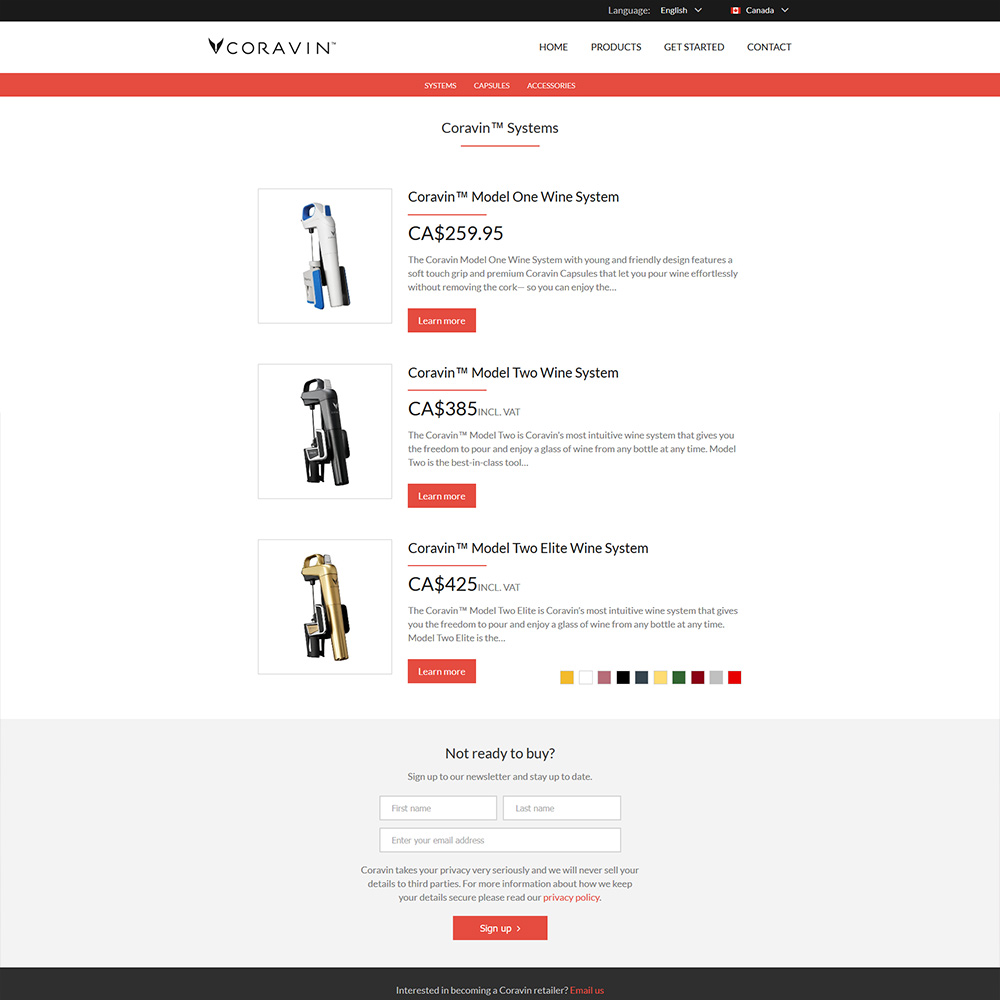 Language: English Canada
CORAVIN™
HOME PRODUCTS GET STARTED CONTACT
SYSTEMS CAPSULES ACCESSORIES
Coravin™ Systems
Coravin™ Model One Wine System
CA$259.95
The Coravin Model One Wine System with young and friendly design features a
soft touch grip and premium Coravin Capsules that let you pour wine effortlessly
without removing the cork— so you can enjoy the...
Learn more
Coravin™ Model Two Wine System
CA$385INCL. VAT
The Coravin™ Model Two is Coravin's most intuitive wine system that gives you
the freedom to pour and enjoy a glass of wine from any bottle at any time. Model
Two is the best-in-class tool...
Learn more
Coravin™ Model Two Elite Wine System
CA$425INCL. VAT
The Coravin™ Model Two Elite is Coravin's most intuitive wine system that gives
you the freedom to pour and enjoy a glass of wine from any bottle at any time.
Model Two Elite is the...
Learn more
Not ready to buy?
Sign up to our newsletter and stay up to date.
First name Last name
Enter your email address
Coravin takes your privacy very seriously and we will never sell your
details to third parties. For more information about how we keep
your details secure please read our privacy policy.
Sign up ›
Interested in becoming a Coravin retailer? Email us